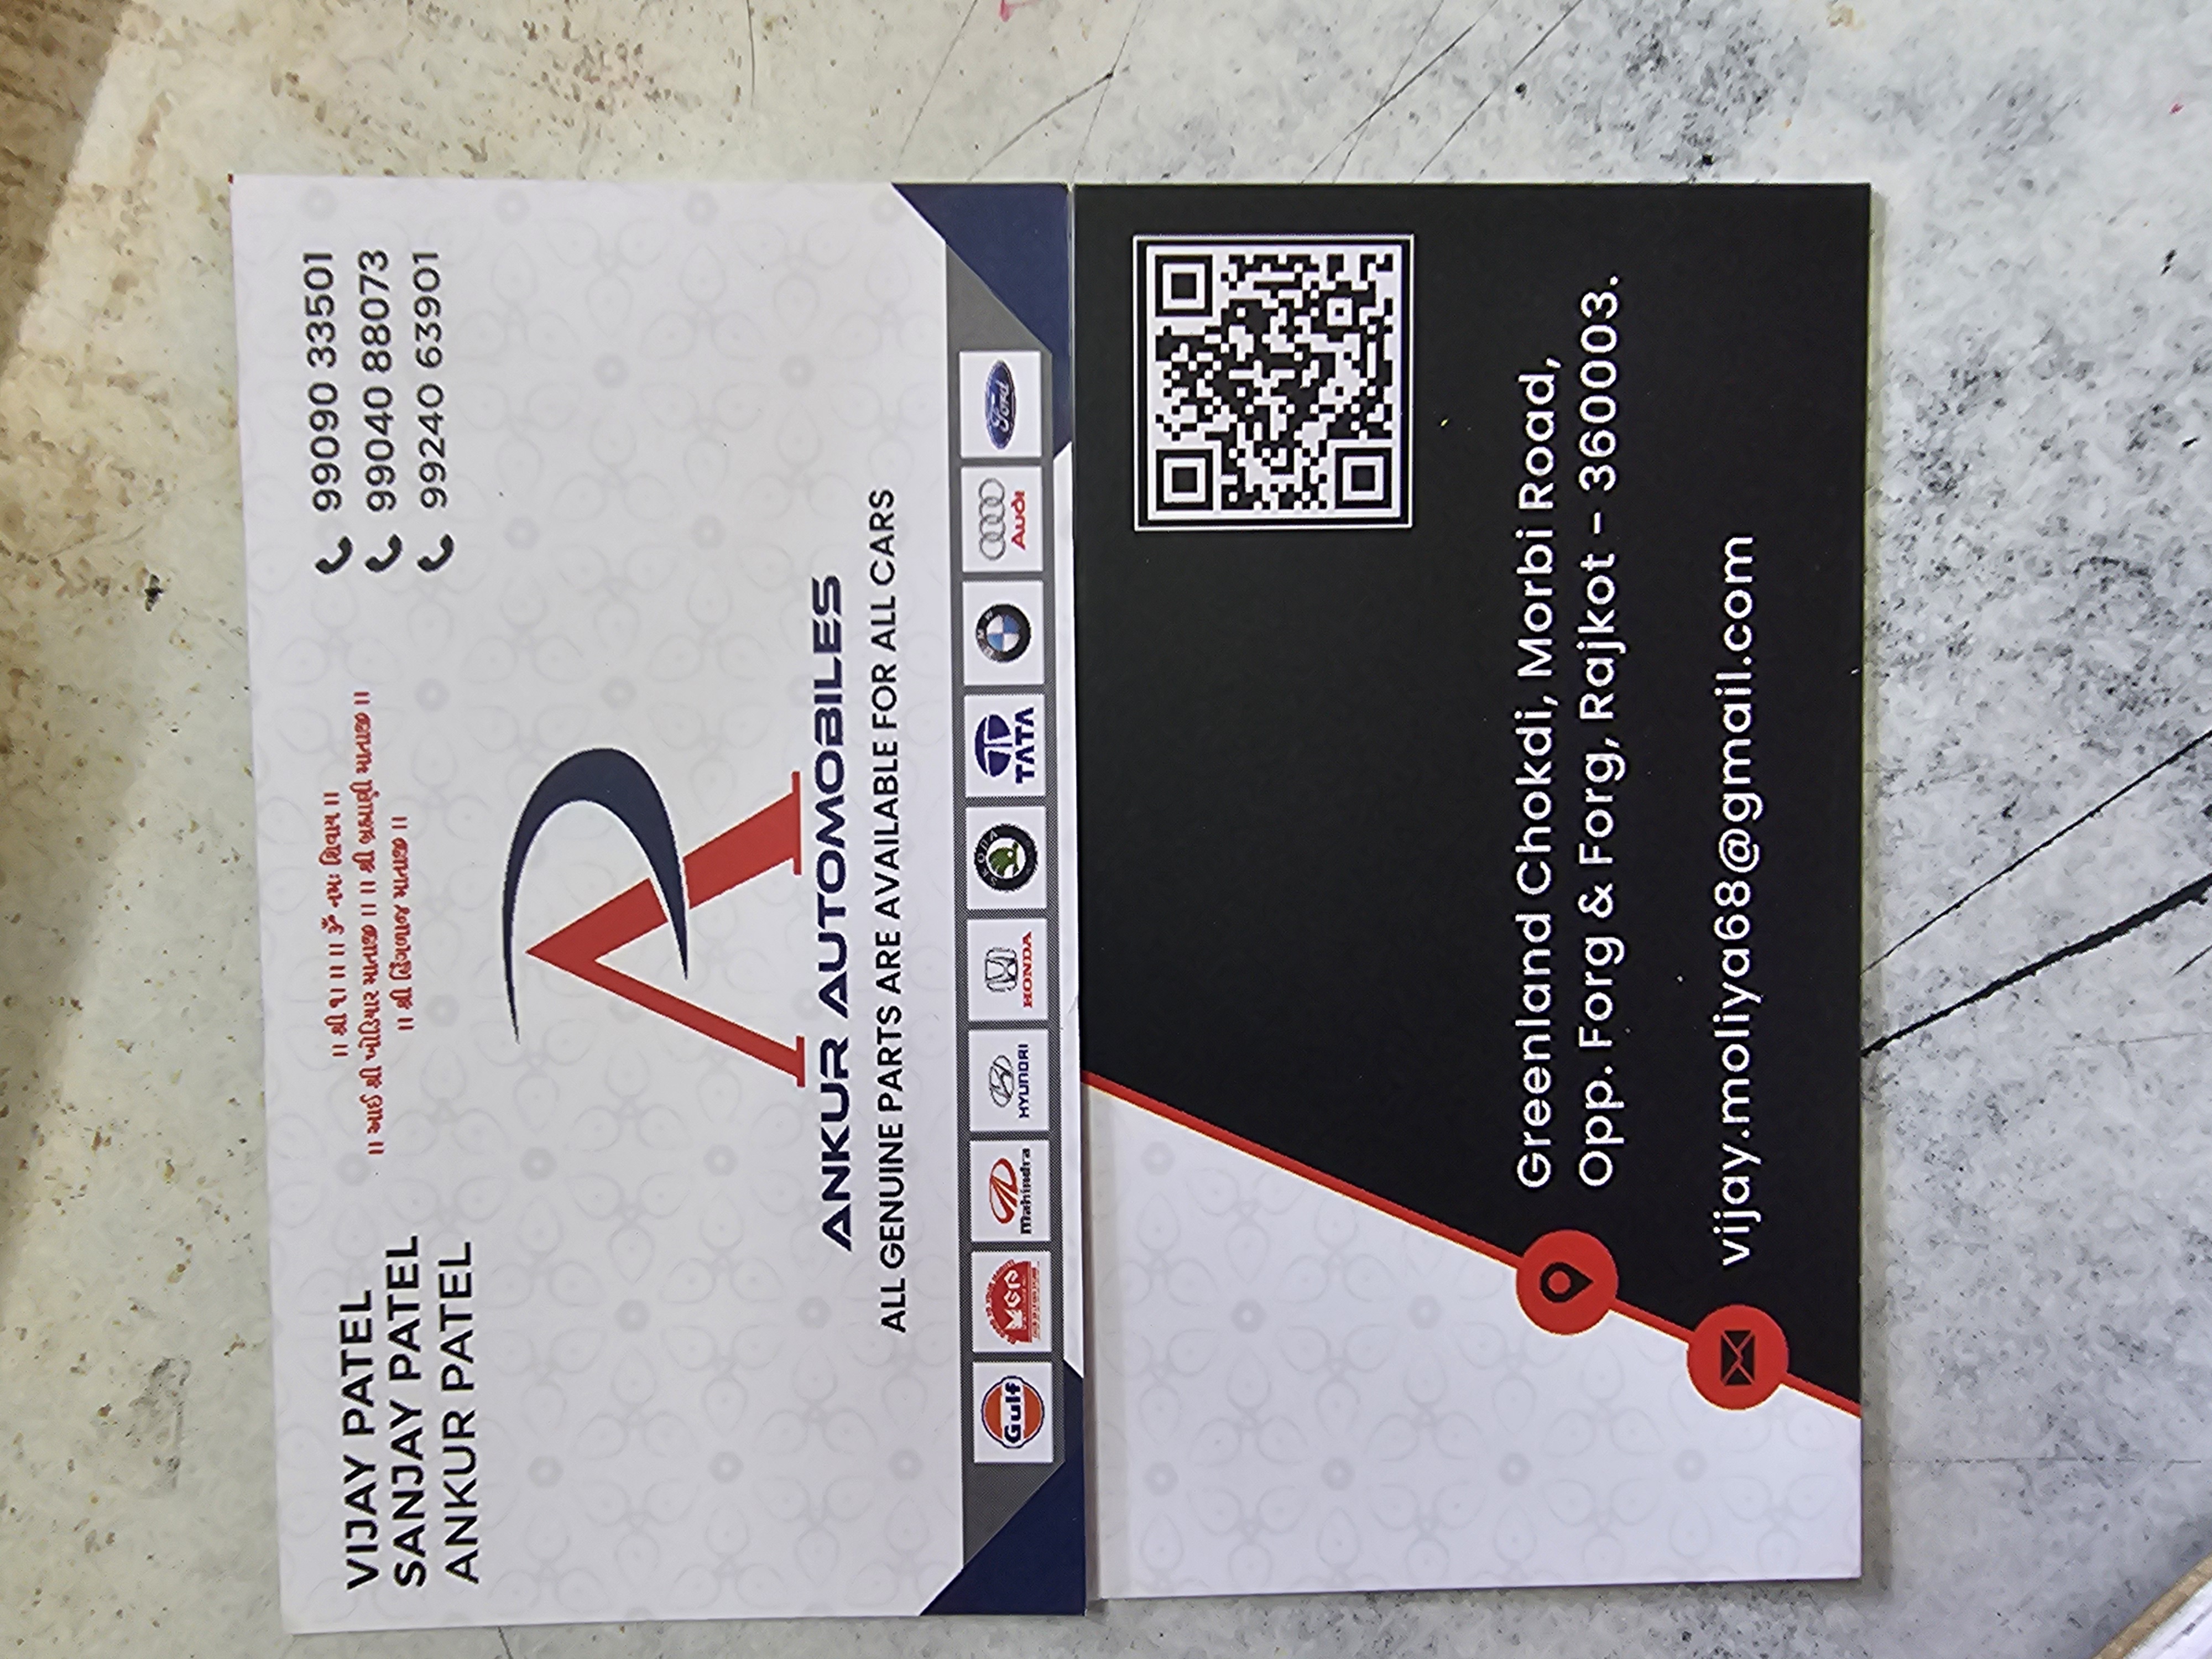 VIJAY PATEL
SANJAY PATEL
ANKUR PATEL
॥ શ્રી ૧। ॥ ॥ ૐ નમઃ શિવાય ॥
॥ આઈ શ્રી ખોડિયાર માતાજી ॥ ॥ શ્રી બ્રહ્માણી માતાજી ॥
॥ શ્રી હિંગળાજ માતાજી ॥
99090 33501
99040 88073
99240 63901
ANKUR AUTOMOBILES
ALL GENUINE PARTS ARE AVAILABLE FOR ALL CARS
Gulf
MGP
Mahindra
HYUNDAI
HONDA
SKODA
TATA
BMW
Audi
Ford
Greenland Chokdi, Morbi Road,
Opp. Forg & Forg, Rajkot - 360003.
vijay.moliya68@gmail.com